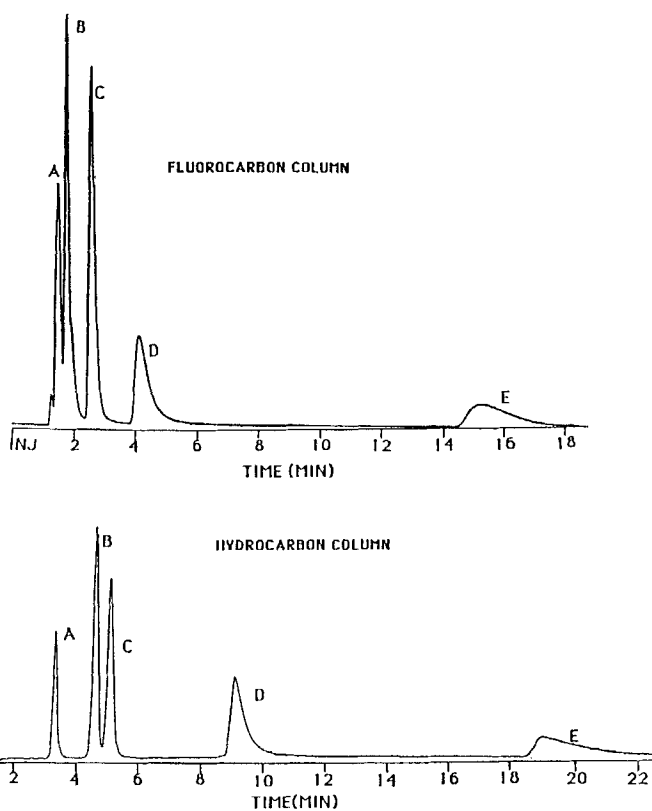 B
C
A
FLUOROCARBON COLUMN
D
E
INJ 2 4 6 8 10 12 14 16 18
TIME (MIN)
B
HYDROCARBON COLUMN
A
C
D
E
2 4 6 8 10 12 14 16 20 22
TIME(MIN)